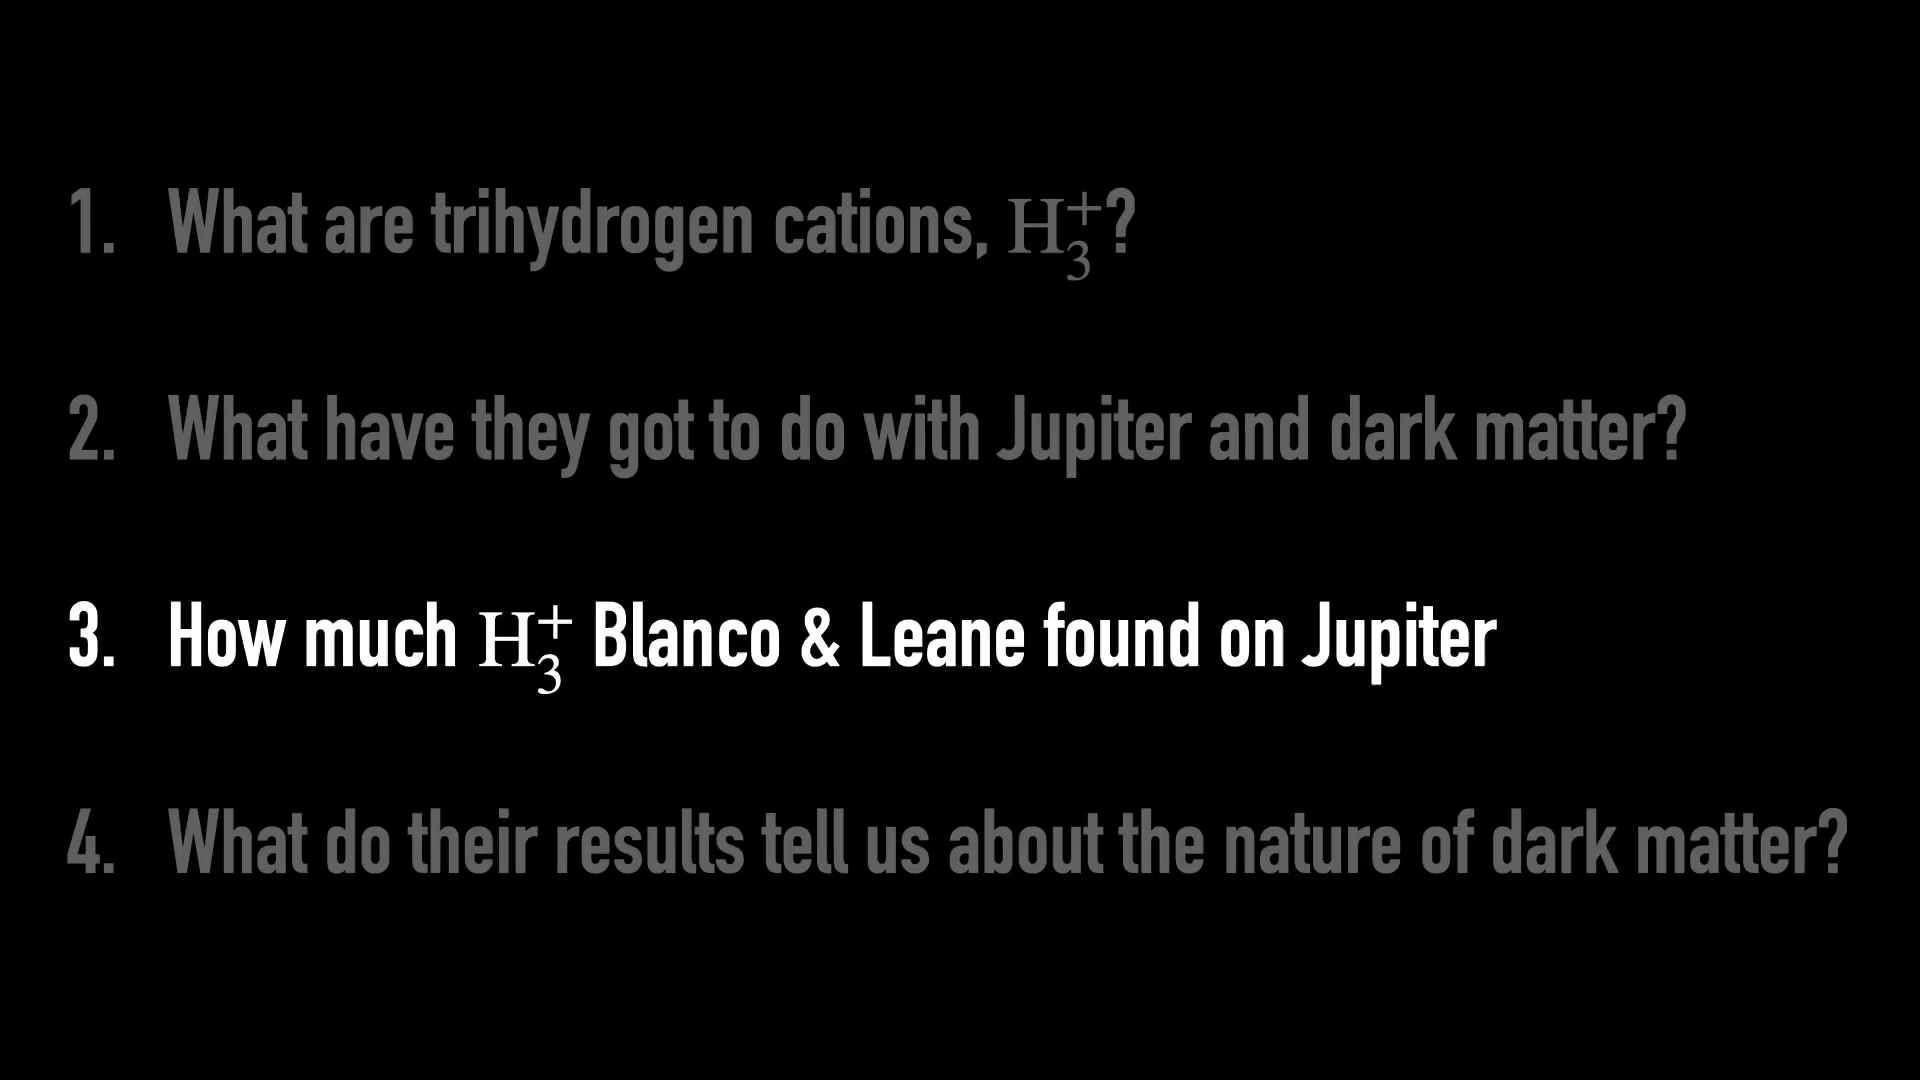 1. What are trihydrogen cations, H₃⁺?
2. What have they got to do with Jupiter and dark matter?
3. How much H₃⁺ Blanco & Leane found on Jupiter
4. What do their results tell us about the nature of dark matter?